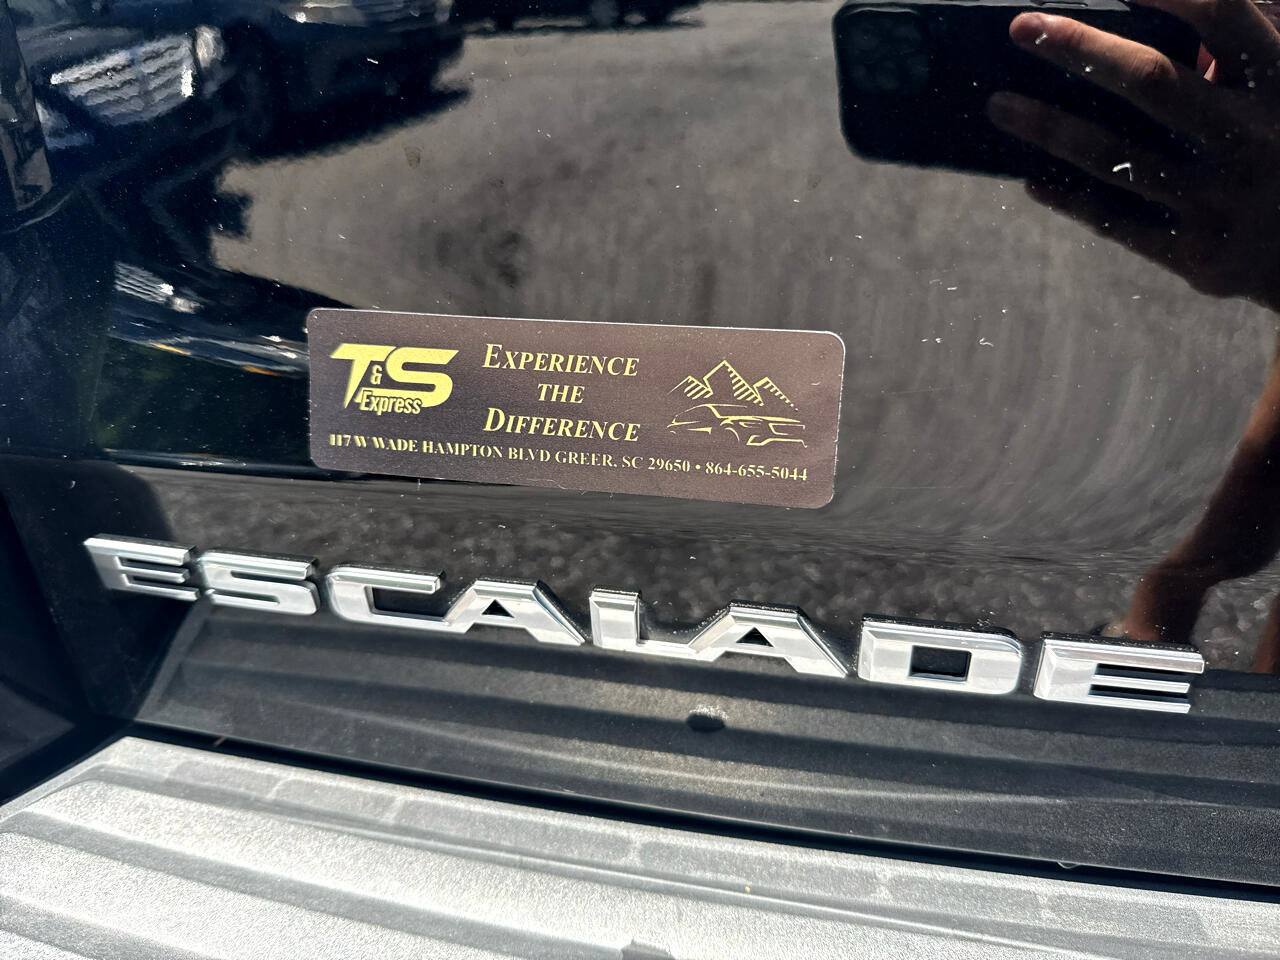 T&S
Express
EXPERIENCE
THE
DIFFERENCE
117 W WADE HAMPTON BLVD GREER, SC 29650 • 864-655-5044
ESCALADE